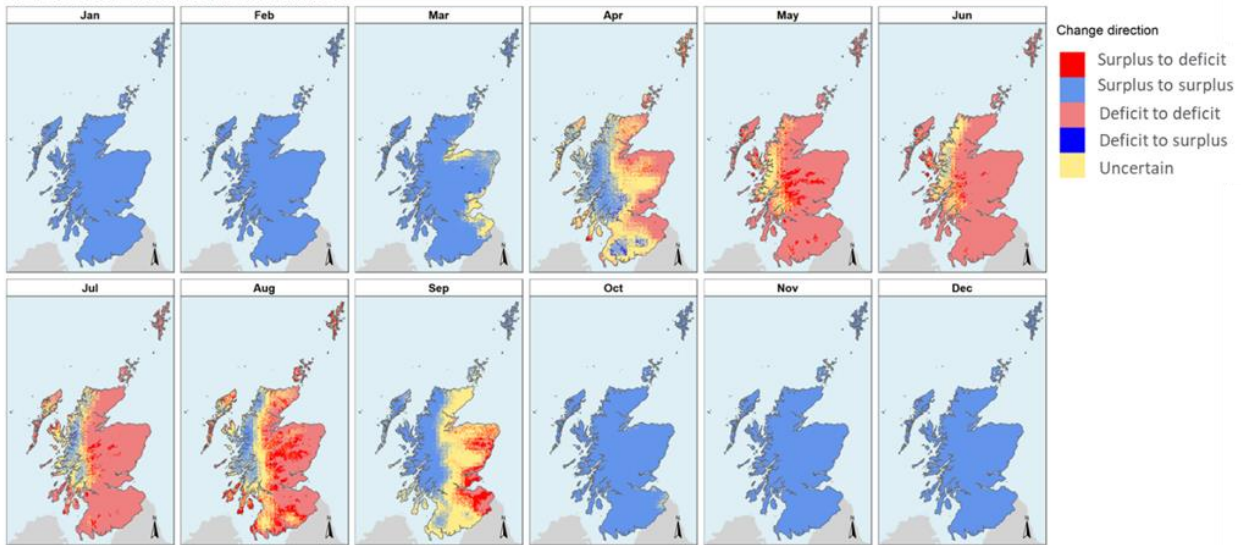 Jan
Feb
Mar
Apr
May
Jun
Change direction
Surplus to deficit
Surplus to surplus
Deficit to deficit
Deficit to surplus
Uncertain
Jul
Aug
Sep
Oct
Nov
Dec